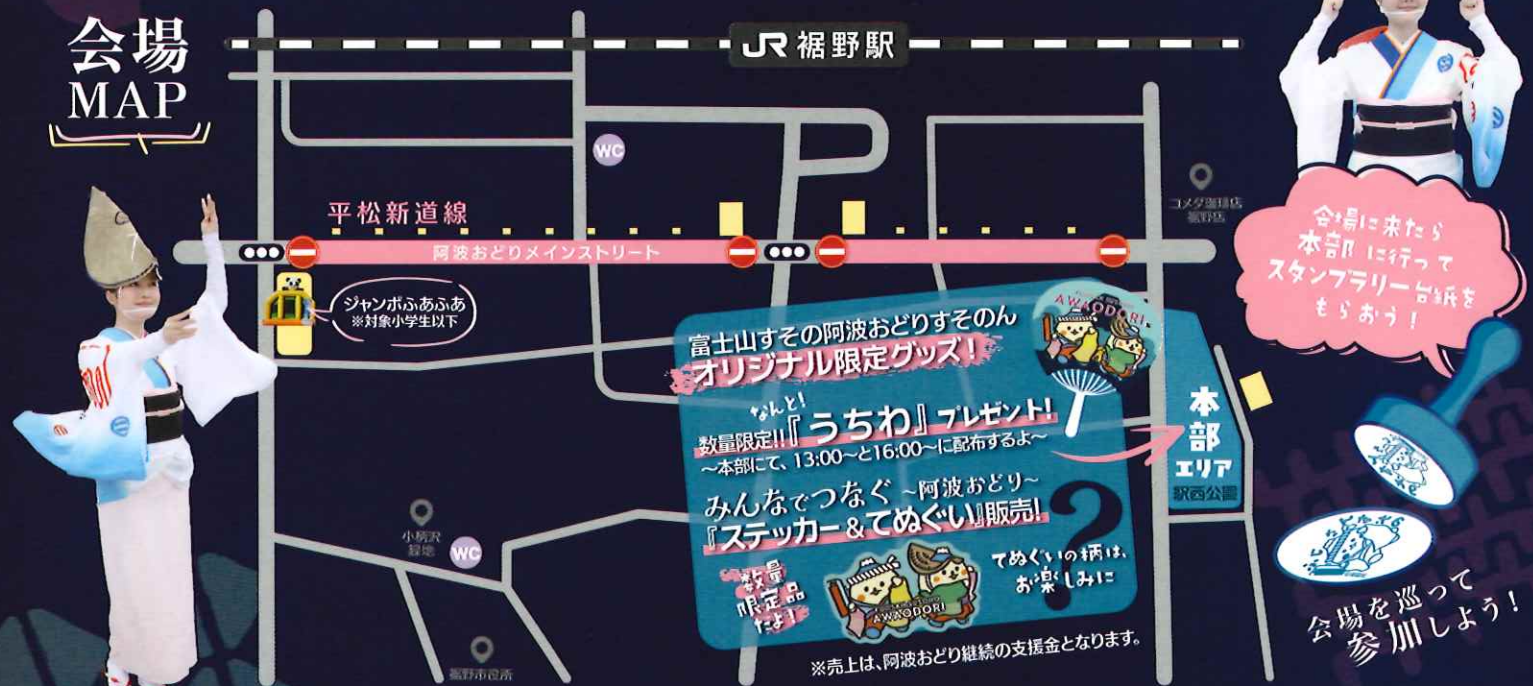 会場
MAP
JR 裾野駅
WC
コメダ珈琲店
裾野店
平松新道線
阿波おどりメインストリート
ジャンボふあふあ
※対象小学生以下
会場に来たら
本部に行って
スタンプラリー台紙を
もらおう！
富士山すその阿波おどりすそのん
オリジナル限定グッズ！
AWAODORI
なんと！
数量限定!!『うちわ』プレゼント！
～本部にて、13:00～と16:00～に配布するよ～
みんなでつなぐ ～阿波おどり～
『ステッカー＆てぬぐい』販売！
数量
限定品
だよ！
AWAODORI
?
てぬぐいの柄は、
お楽しみに
※売上は、阿波おどり継続の支援金となります。
本部
エリア
駅西公園
小柄沢
緑地
WC
裾野市役所
会場を巡って
参加しよう！